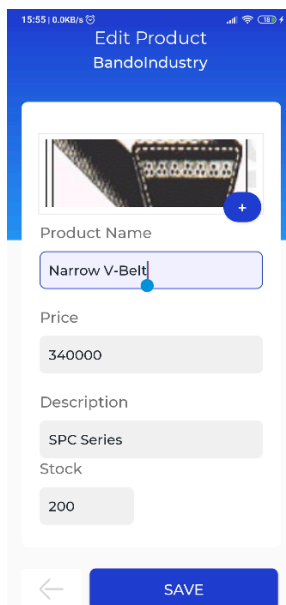 15:55 | 0.0KB/s
18
Edit Product
BandoIndustry
+
Product Name
Narrow V-Belt
Price
340000
Description
SPC Series
Stock
200
SAVE